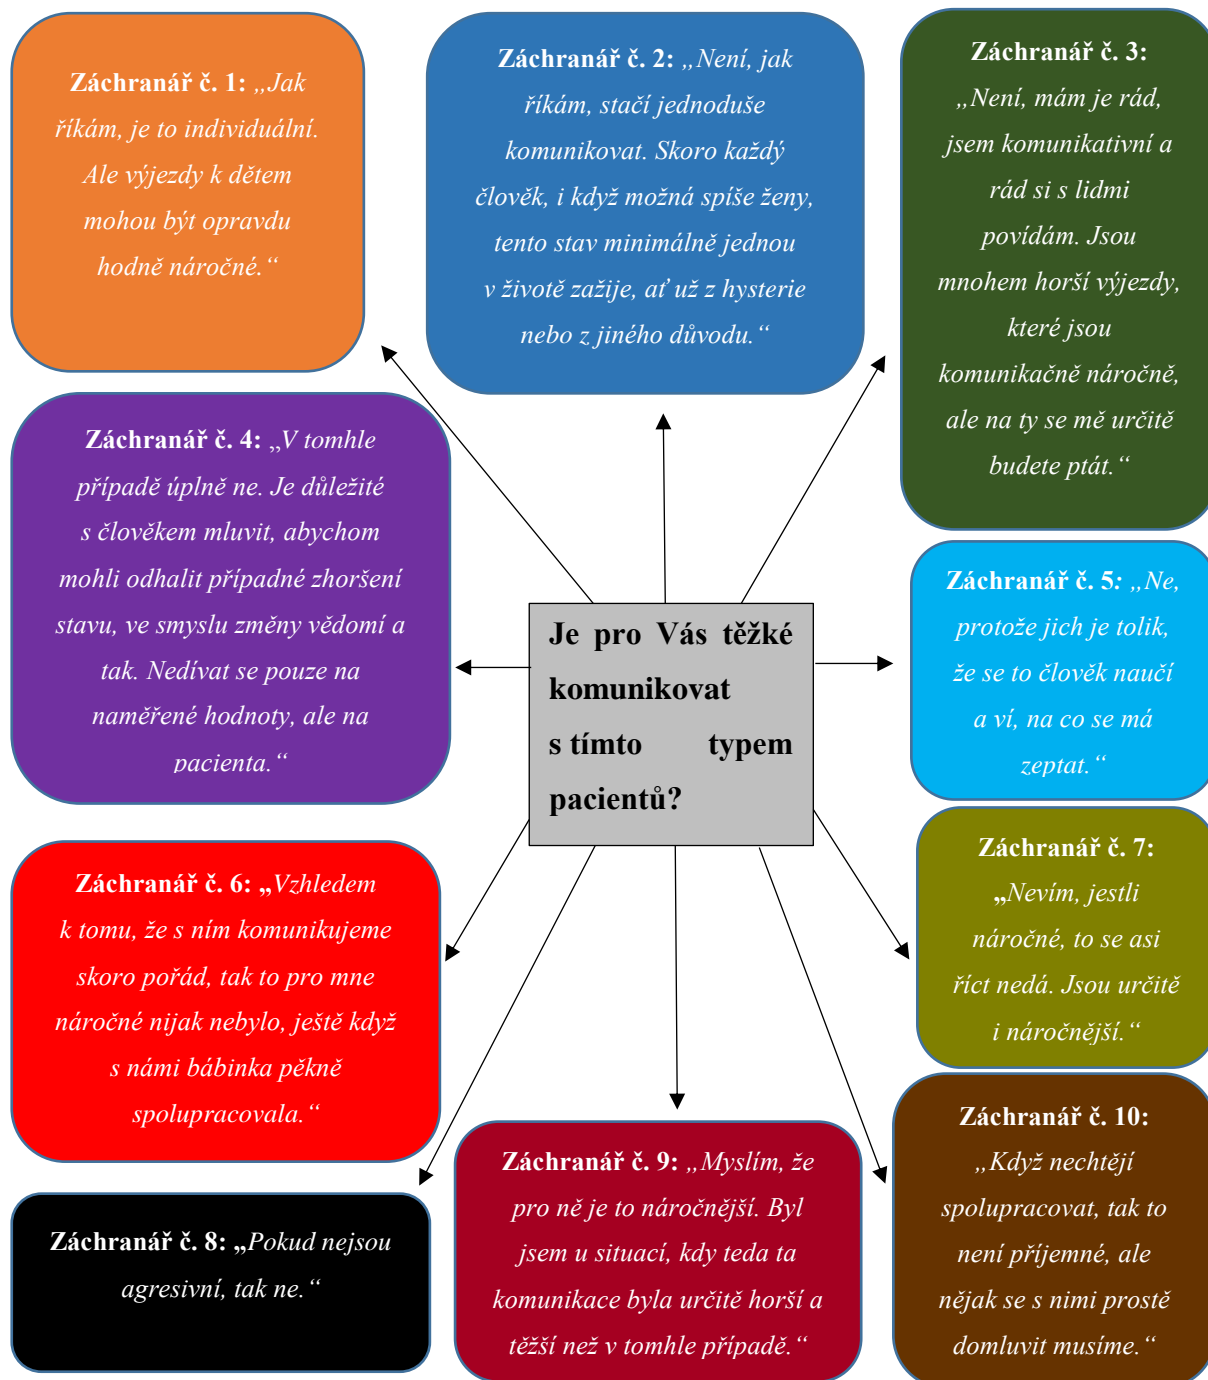 Záchranář č. 1: „Jak
říkám, je to individuální.
Ale výjezdy k dětem
mohou být opravdu
hodně náročné.“
Záchranář č. 2: „Není, jak
říkám, stačí jednoduše
komunikovat. Skoro každý
člověk, i když možná spíše ženy,
tento stav minimálně jednou
v životě zažije, ať už z hysterie
nebo z jiného důvodu.“
Záchranář č. 3:
„Není, mám je rád,
jsem komunikativní a
rád si s lidmi
povídám. Jsou
mnohem horší výjezdy,
které jsou
komunikačně náročně,
ale na ty se mě určitě
budete ptát.“
Záchranář č. 4: „V tomhle
případě úplně ne. Je důležité
s člověkem mluvit, abychom
mohli odhalit případné zhoršení
stavu, ve smyslu změny vědomí a
tak. Nedívat se pouze na
naměřené hodnoty, ale na
pacienta.“
Je pro Vás těžké
komunikovat
s tímto typem
pacientů?
Záchranář č. 5: „Ne,
protože jich je tolik,
že se to člověk naučí
a ví, na co se má
zeptat.“
Záchranář č. 6: „Vzhledem
k tomu, že s ním komunikujeme
skoro pořád, tak to pro mne
náročné nijak nebylo, ještě když
s námi bábinka pěkně
spolupracovala.“
Záchranář č. 7:
„Nevím, jestli
náročné, to se asi
říct nedá. Jsou určitě
i náročnější.“
Záchranář č. 8: „Pokud nejsou
agresivní, tak ne.“
Záchranář č. 9: „Myslím, že
pro ně je to náročnější. Byl
jsem u situací, kdy teda ta
komunikace byla určitě horší a
těžší než v tomhle případě.“
Záchranář č. 10:
„Když nechtějí
spolupracovat, tak to
není příjemné, ale
nějak se s nimi prostě
domluvit musíme.“